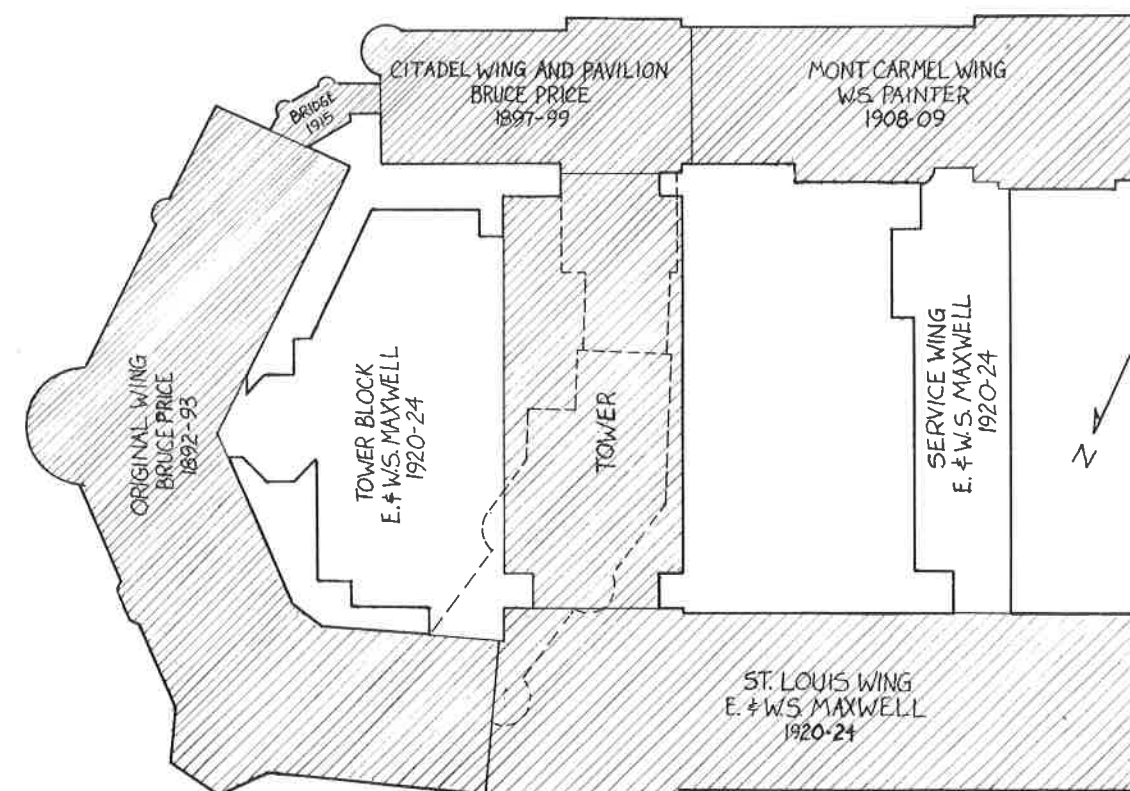 CITADEL WING AND PAVILION
BRUCE PRICE
1897-99
MONT CARMEL WING
W.S. PAINTER
1908-09
BRIDGE
1915
ORIGINAL WING
BRUCE PRICE
1892-93
TOWER BLOCK
E. & W.S. MAXWELL
1920-24
TOWER
SERVICE WING
E. & W.S. MAXWELL
1920-24
N
ST. LOUIS WING
E. & W.S. MAXWELL
1920-24